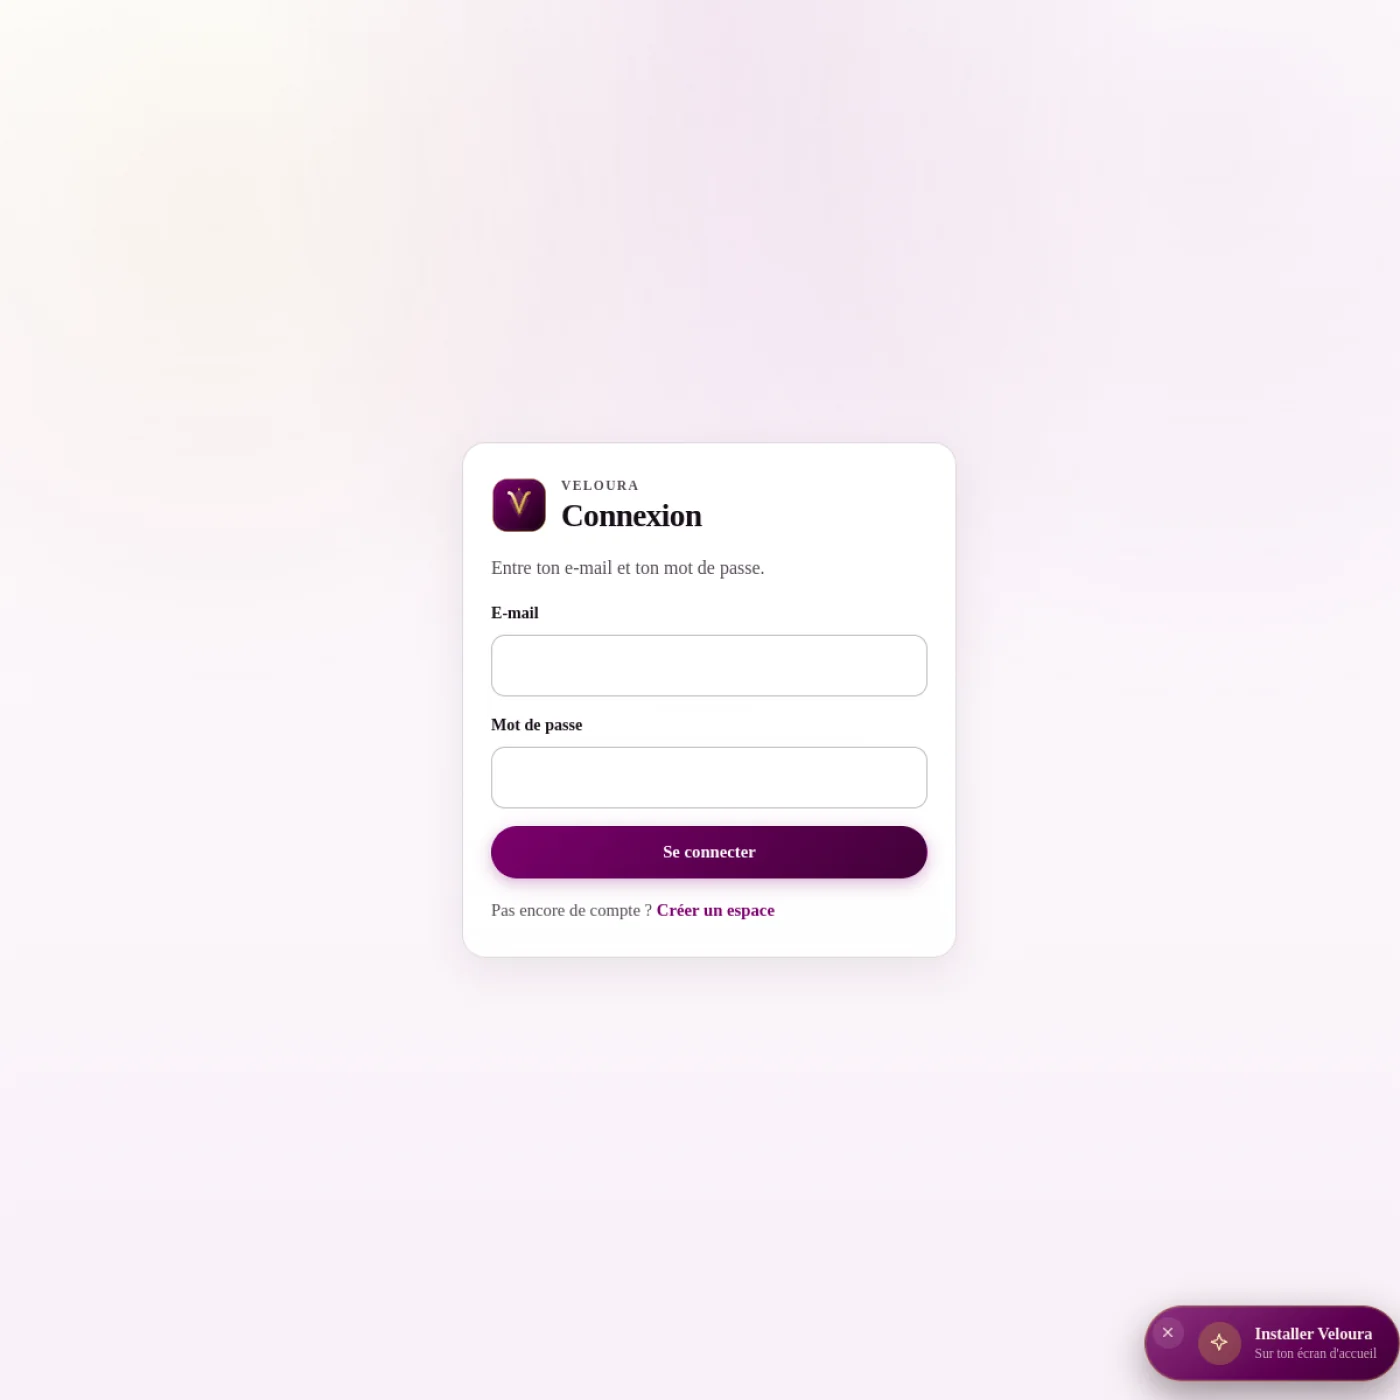 VELOURA
Connexion
Entre ton e-mail et ton mot de passe.
E-mail
Mot de passe
Se connecter
Pas encore de compte ? Créer un espace
Installer Veloura
Sur ton écran d'accueil